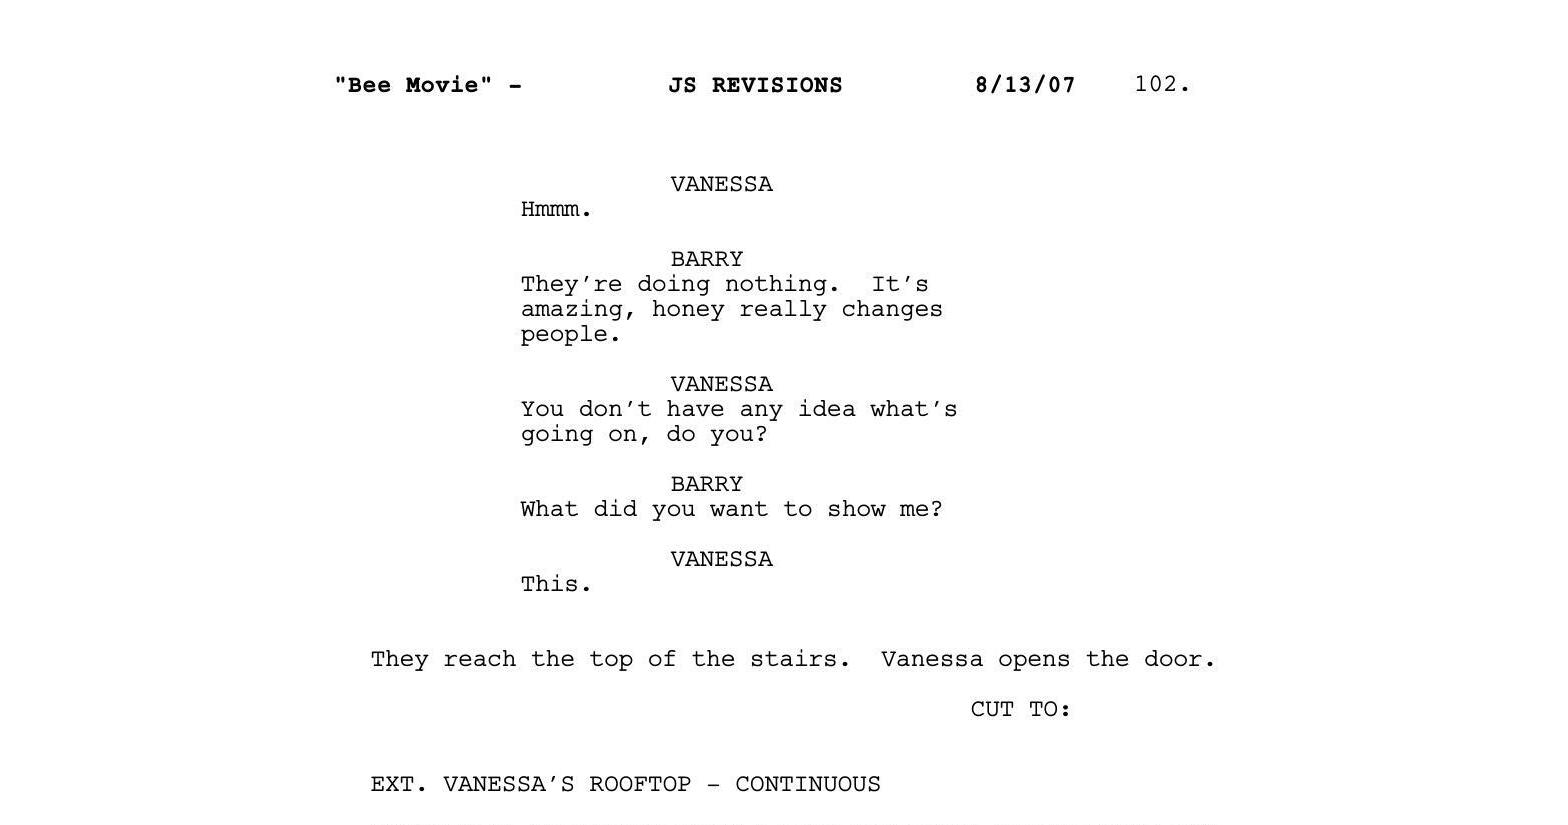 "Bee Movie" - JS REVISIONS 8/13/07 102.
VANESSA
Hmmm.
BARRY
They're doing nothing.  It's
amazing, honey really changes
people.
VANESSA
You don't have any idea what's
going on, do you?
BARRY
What did you want to show me?
VANESSA
This.
They reach the top of the stairs.  Vanessa opens the door.
CUT TO:
EXT. VANESSA'S ROOFTOP - CONTINUOUS